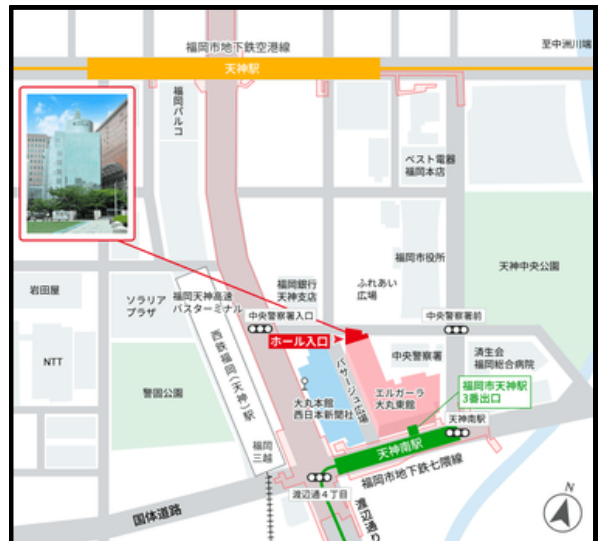 福岡市地下鉄空港線
至中洲川端
天神駅
福岡パルコ
ベスト電器
福岡本店
福岡市役所
天神中央公園
ふれあい
広場
福岡銀行
天神支店
岩田屋
ソラリア
プラザ
福岡天神高速
バスターミナル
中央警察署入口
中央警察署前
ホール入口
西鉄福岡(天神)駅
NTT
警固公園
大丸本館
西日本新聞社
パサージュ広場
中央警察署
エルガーラ
大丸東館
済生会
福岡総合病院
福岡市天神駅
3番出口
天神南駅
天神南駅
福岡市地下鉄七隈線
福岡
三越
渡辺通4丁目
渡辺通り
国体道路
N